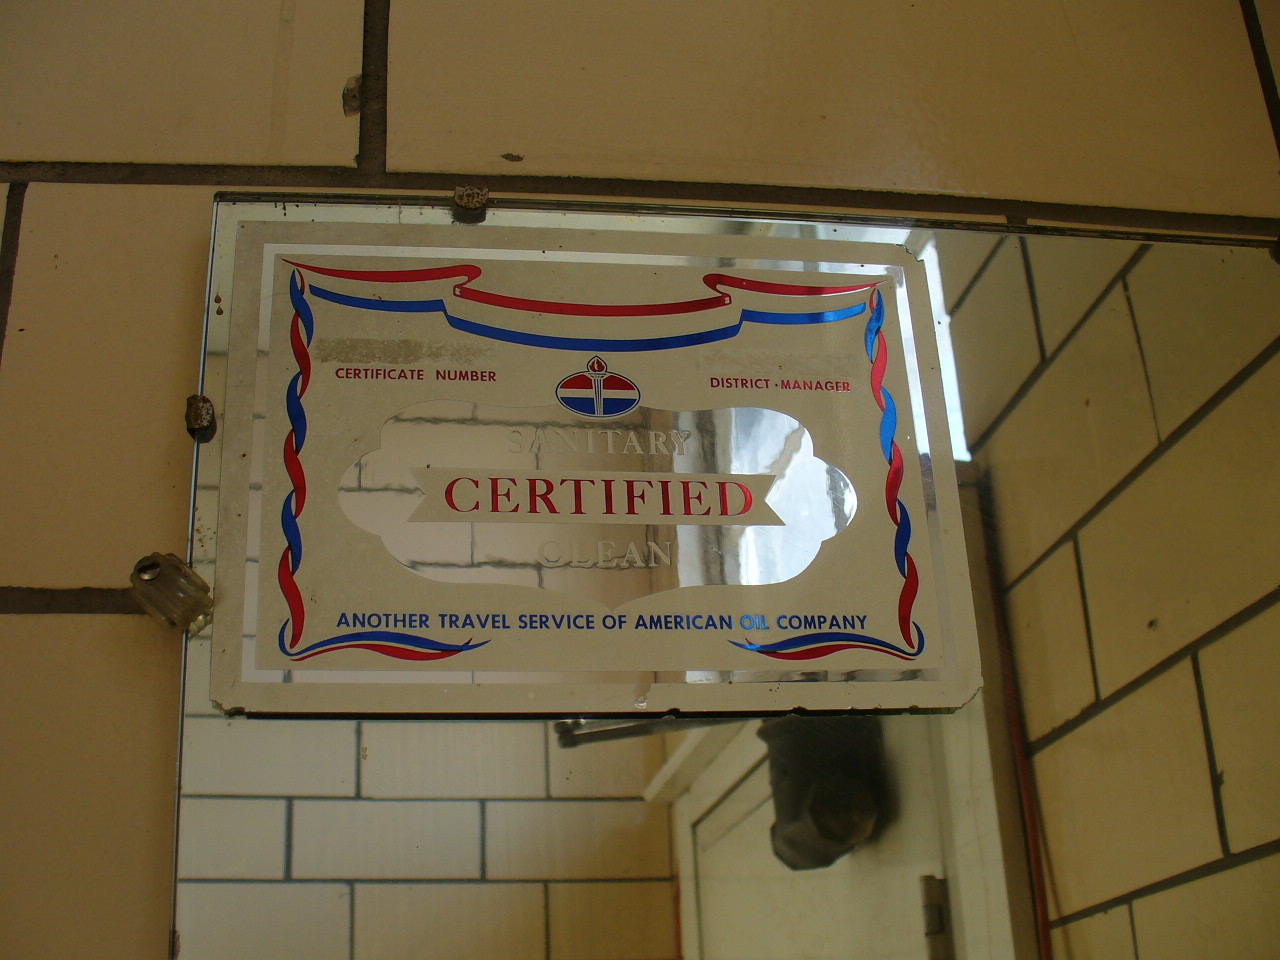 CERTIFICATE NUMBER
DISTRICT MANAGER
SANITARY
CERTIFIED
CLEAN
ANOTHER TRAVEL SERVICE OF AMERICAN OIL COMPANY